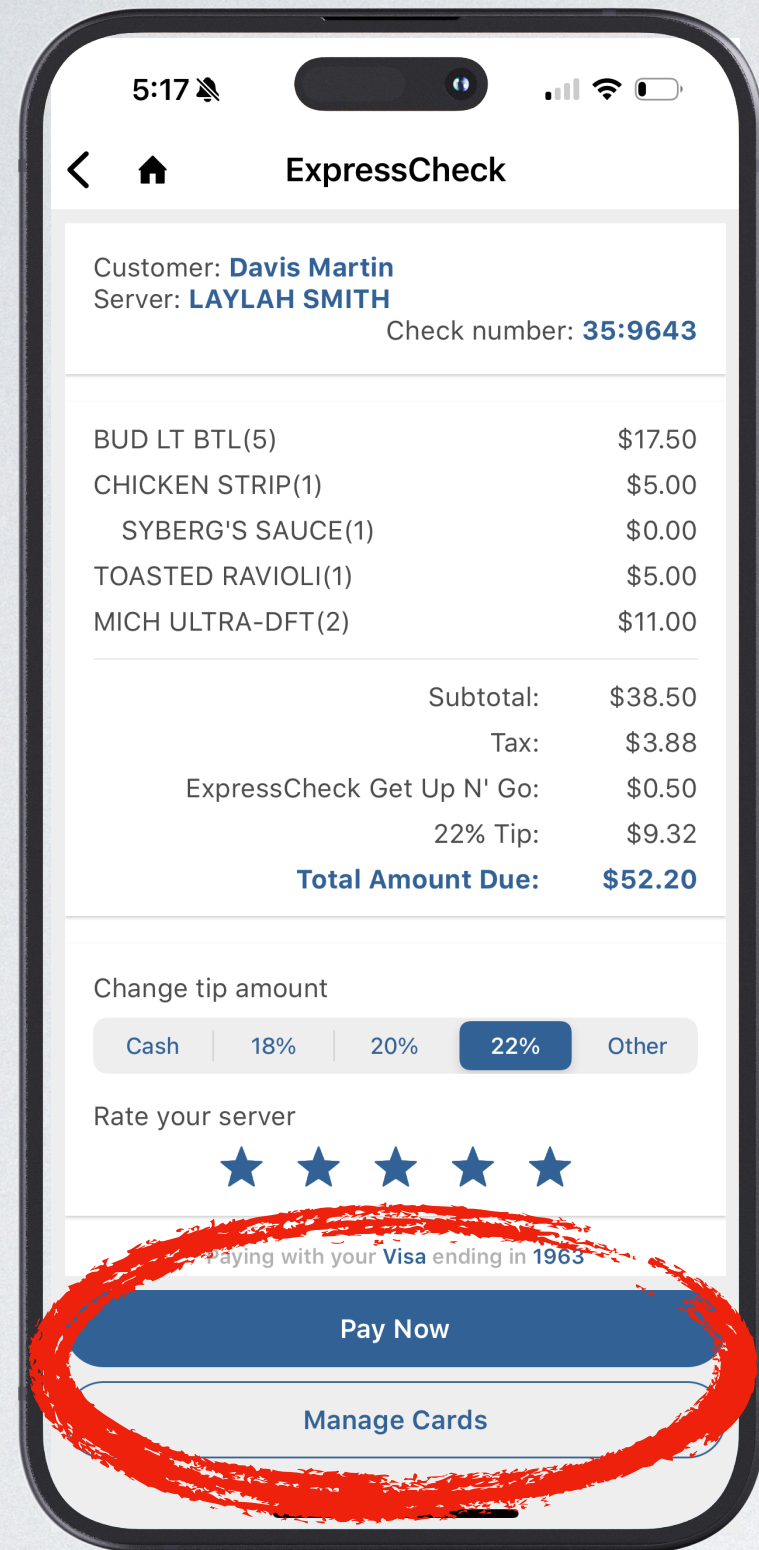 5:17
ExpressCheck
Customer: Davis Martin
Server: LAYLAH SMITH
Check number: 35:9643
BUD LT BTL(5) $17.50
CHICKEN STRIP(1) $5.00
SYBERG'S SAUCE(1) $0.00
TOASTED RAVIOLI(1) $5.00
MICH ULTRA-DFT(2) $11.00
Subtotal: $38.50
Tax: $3.88
ExpressCheck Get Up N' Go: $0.50
22% Tip: $9.32
Total Amount Due: $52.20
Change tip amount
Cash 18% 20% 22% Other
Rate your server
Paying with your Visa ending in 1963
Pay Now
Manage Cards